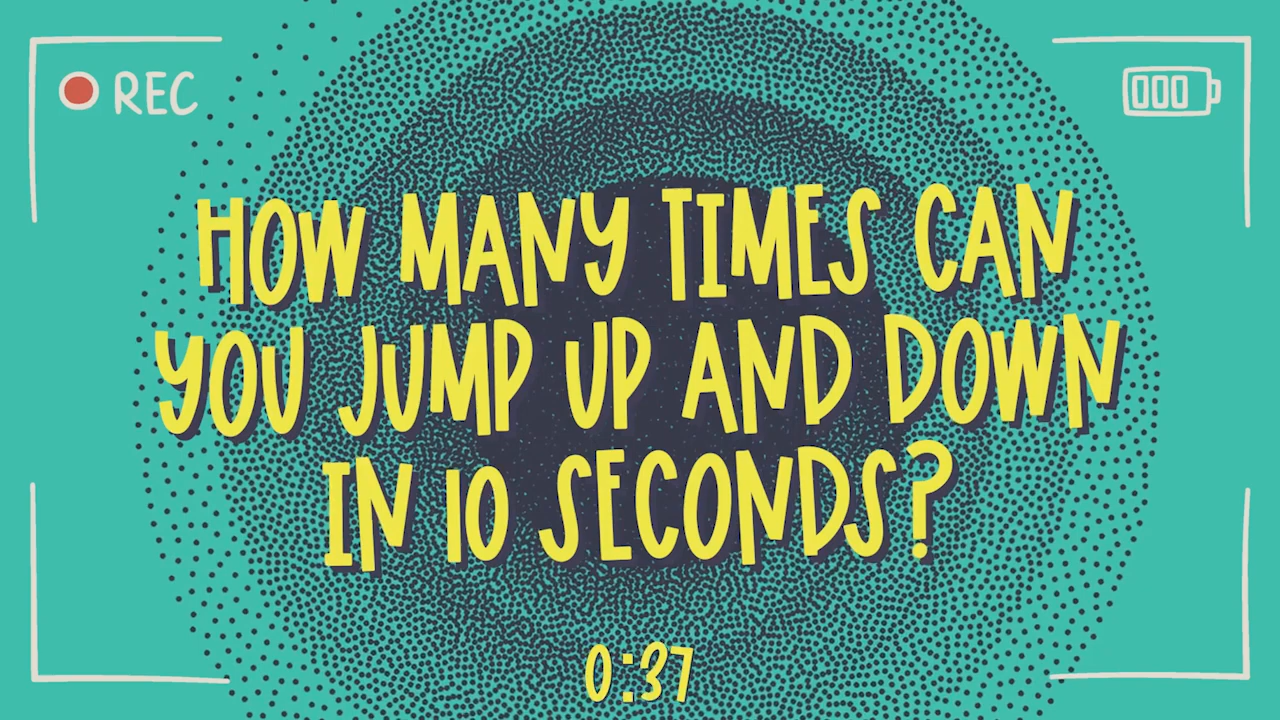 REC
HOW MANY TIMES CAN
YOU JUMP UP AND DOWN
IN 10 SECONDS?
0:37